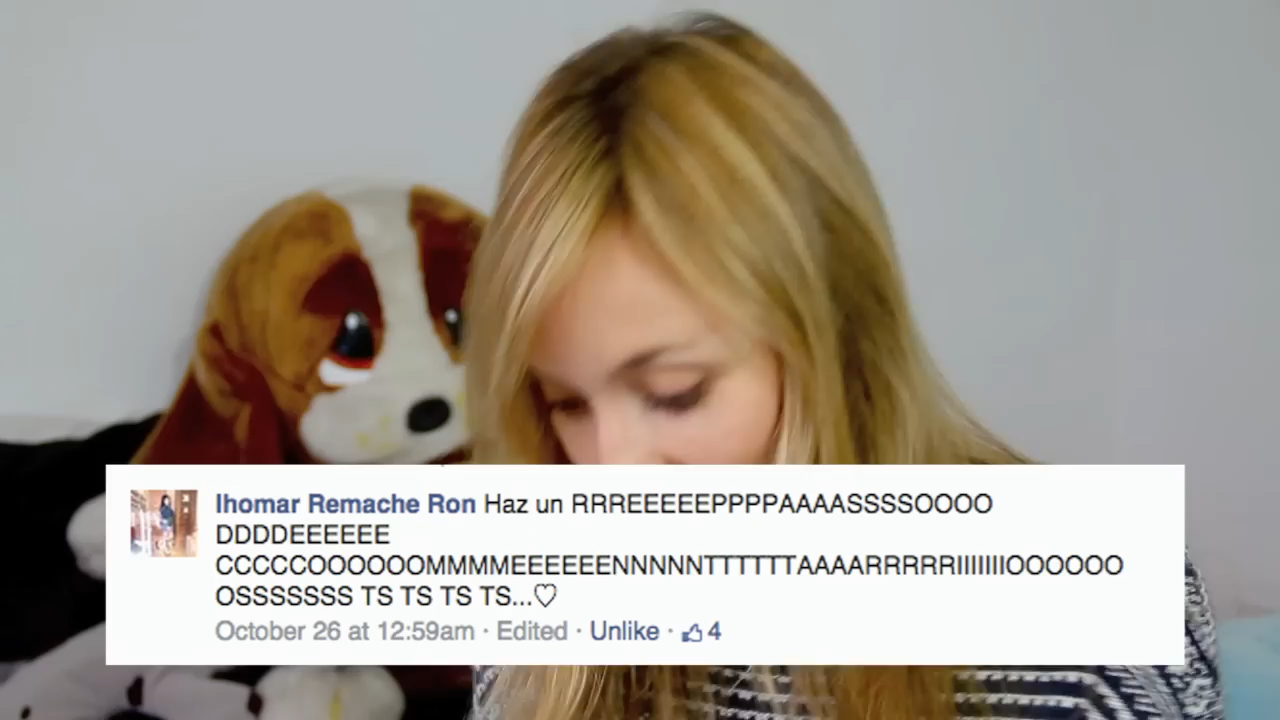 Ihomar Remache Ron Haz un RRREEEEEPPPPAAAASSSSOOOO
DDDDEEEEEE
CCCCCOOOOOOMMMMEEEEEENNNNNTTTTTTAAAARRRRRIIIIIIIOOOOOO
OSSSSSSS TS TS TS TS...♡
October 26 at 12:59am · Edited · Unlike · 4